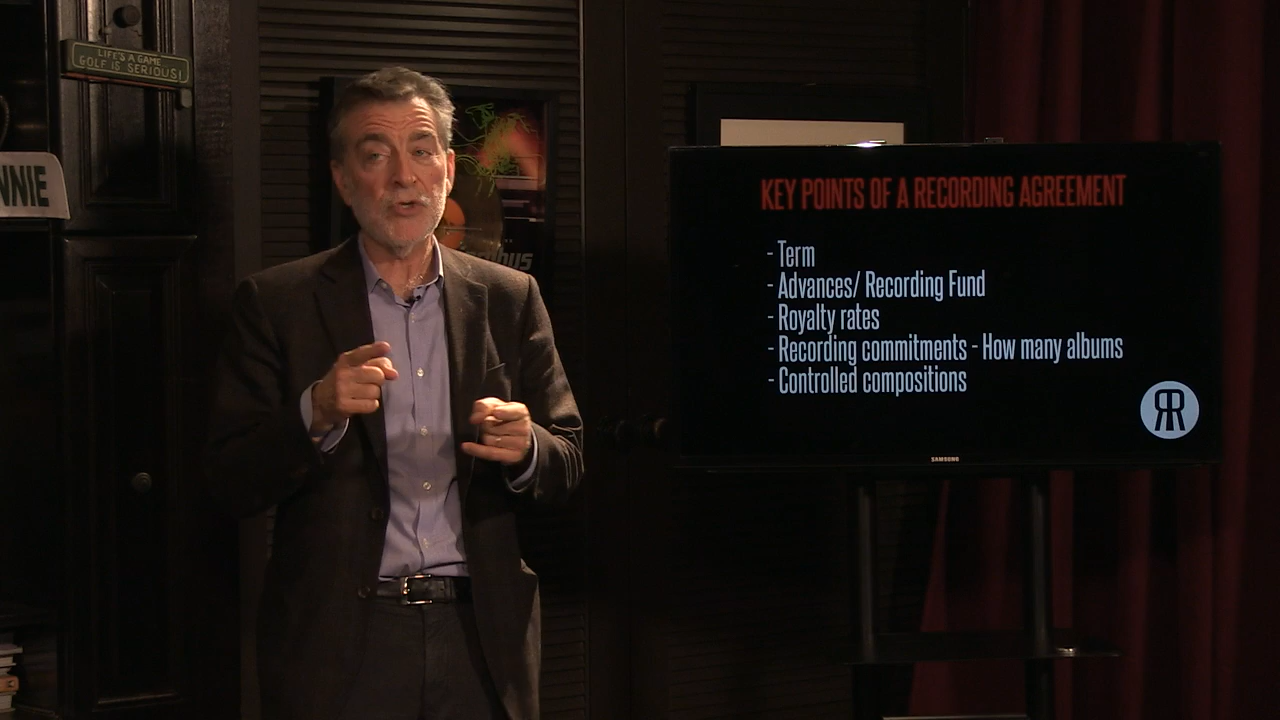 LIFE'S A GAME
GOLF IS SERIOUS!
NNIE
KEY POINTS OF A RECORDING AGREEMENT
- Term
- Advances/ Recording Fund
- Royalty rates
- Recording commitments - How many albums
- Controlled compositions
RR
SAMSUNG